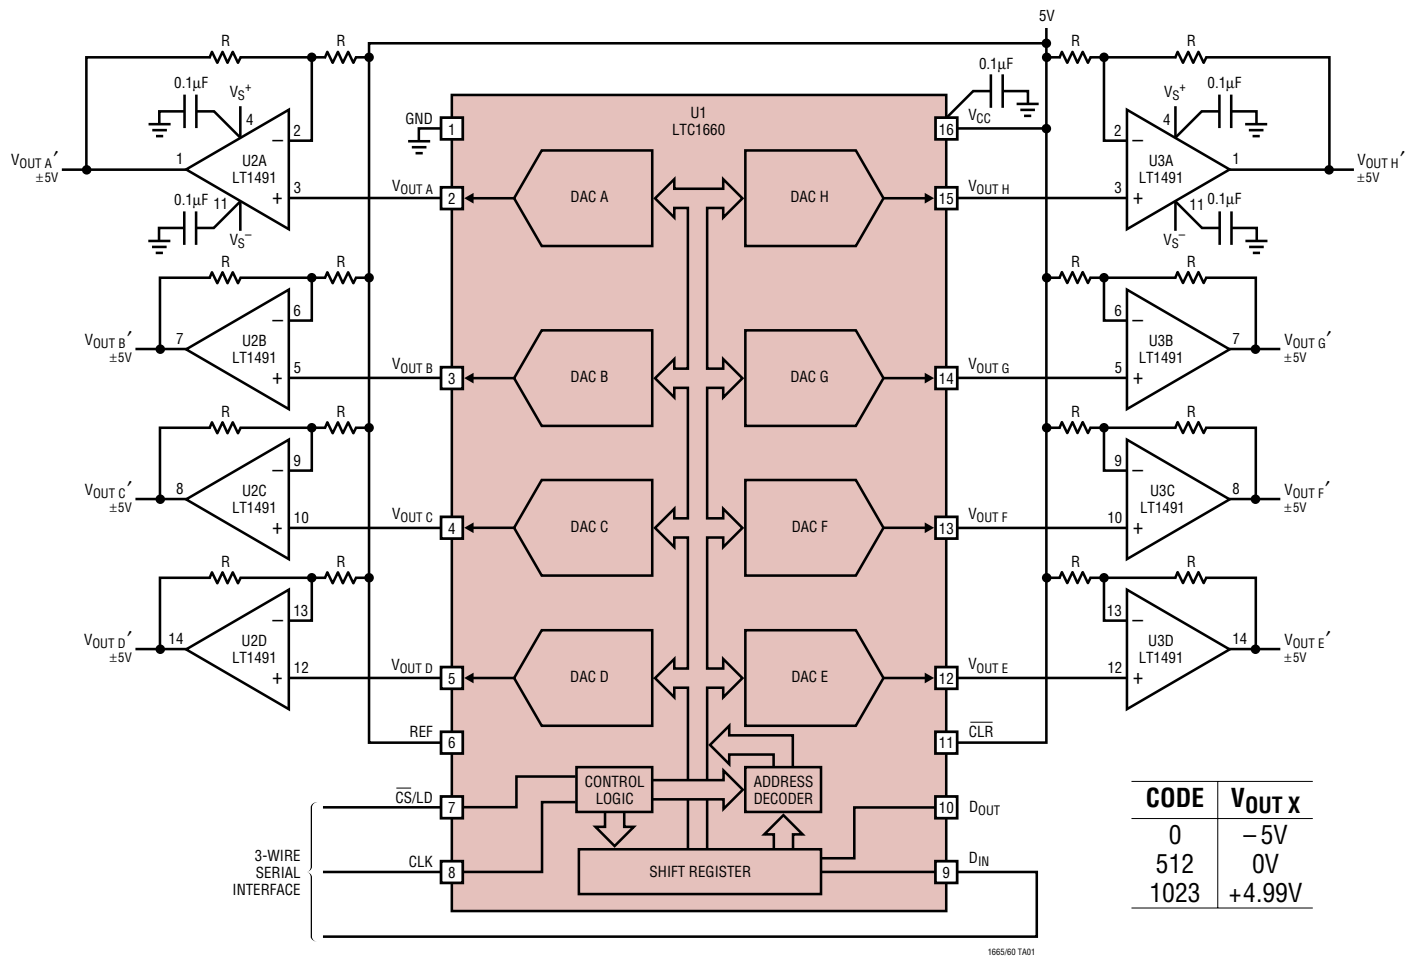 5V
R R R R
0.1µF VS+ 4 0.1µF VS+ 4 0.1µF
U1
LTC1660
GND 1 16 VCC
2 − 2 −
VOUT A′ ±5V 1 U2A LT1491 U3A LT1491 1 VOUT H′ ±5V
3 + VOUT A 2 DAC A DAC H 15 VOUT H 3 +
0.1µF 11 VS− 11 0.1µF VS−
R R R R
6 − 6 −
VOUT B′ ±5V 7 U2B LT1491 U3B LT1491 7 VOUT G′ ±5V
5 + VOUT B 3 DAC B DAC G 14 VOUT G 5 +
R R R R
9 − 9 −
VOUT C′ ±5V 8 U2C LT1491 U3C LT1491 8 VOUT F′ ±5V
10 + VOUT C 4 DAC C DAC F 13 VOUT F 10 +
R R R R
13 − 13 −
VOUT D′ ±5V 14 U2D LT1491 U3D LT1491 14 VOUT E′ ±5V
12 + VOUT D 5 DAC D DAC E 12 VOUT E 12 +
REF 6 11 CLR
CS/LD 7 CONTROL LOGIC ADDRESS DECODER 10 DOUT
3-WIRE
SERIAL
INTERFACE
CLK 8 SHIFT REGISTER 9 DIN
CODE VOUT X
0 –5V
512 0V
1023 +4.99V
1665/60 TA01